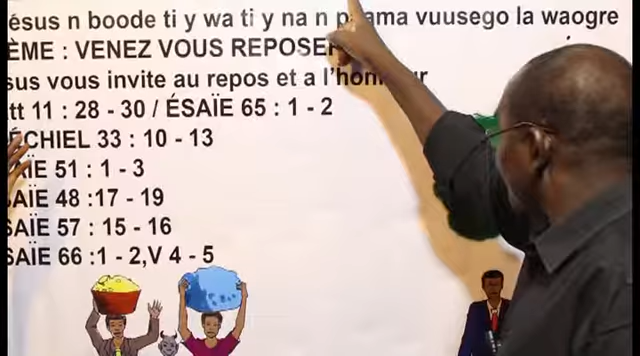 ésus n boode ti y wa ti y na n p ama vuusego la waogre
ÈME : VENEZ VOUS REPOSER
sus vous invite au repos et a l'honneur
tt 11 : 28 - 30 / ÉSAÏE 65 : 1 - 2
ÉCHIEL 33 : 10 - 13
AÏE 51 : 1 - 3
SAÏE 48 :17 - 19
SAÏE 57 : 15 - 16
SAÏE 66 :1 - 2,V 4 - 5